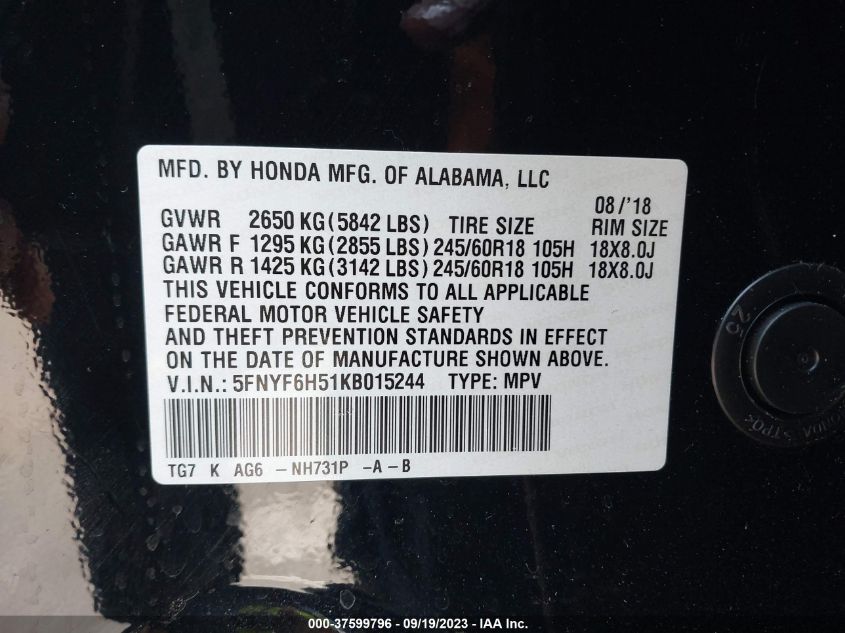 MFD. BY HONDA MFG. OF ALABAMA, LLC
08/'18
GVWR 2650 KG(5842 LBS) TIRE SIZE RIM SIZE
GAWR F 1295 KG(2855 LBS) 245/60R18 105H 18X8.0J
GAWR R 1425 KG(3142 LBS) 245/60R18 105H 18X8.0J
THIS VEHICLE CONFORMS TO ALL APPLICABLE
FEDERAL MOTOR VEHICLE SAFETY
AND THEFT PREVENTION STANDARDS IN EFFECT
ON THE DATE OF MANUFACTURE SHOWN ABOVE.
V.I.N.: 5FNYF6H51KB015244 TYPE: MPV
TG7 K AG6 -NH731P -A-B
25
000-37599796 - 09/19/2023 - IAA Inc.